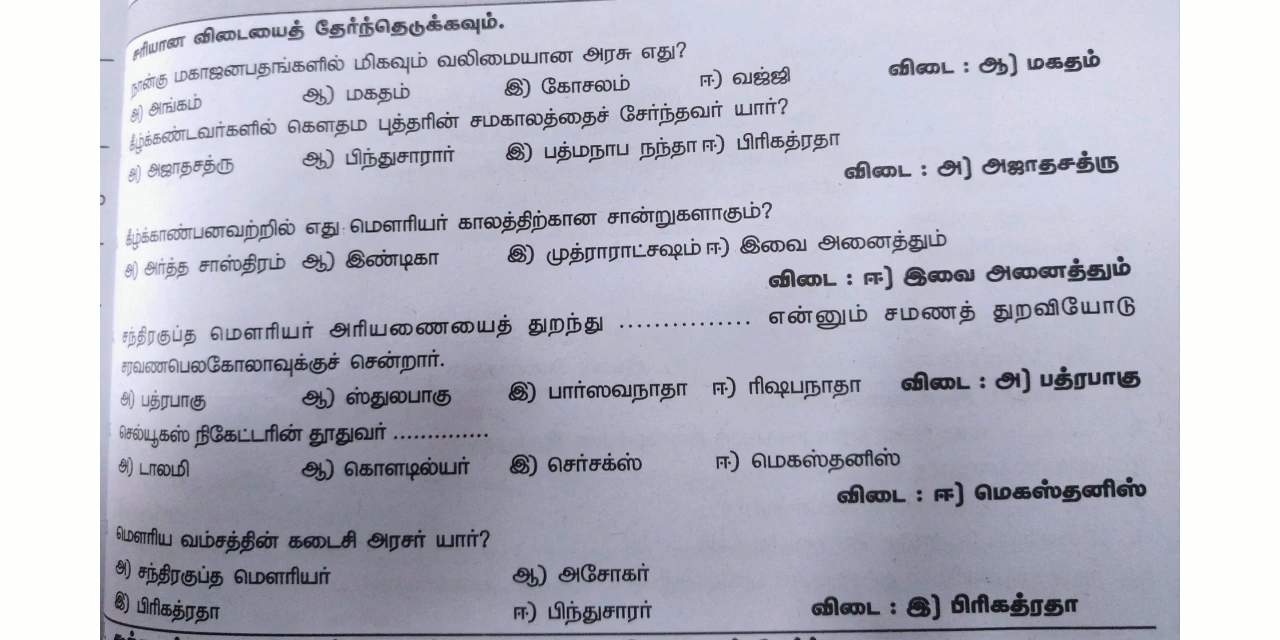 சரியான விடையைத் தேர்ந்தெடுக்கவும்.
நான்கு மகாஜனபதங்களில் மிகவும் வலிமையான அரசு எது?
அ) அங்கம் ஆ) மகதம் இ) கோசலம் ஈ) வஜ்ஜி விடை : ஆ] மகதம்
கீழ்க்கண்டவர்களில் கௌதம புத்தரின் சமகாலத்தைச் சேர்ந்தவர் யார்?
அ) அஜாதசத்ரு ஆ) பிந்துசாரார் இ) பத்மநாப நந்தா ஈ) பிரிகத்ரதா
விடை : அ] அஜாதசத்ரு
கீழ்க்காண்பனவற்றில் எது மௌரியர் காலத்திற்கான சான்றுகளாகும்?
அ) அர்த்த சாஸ்திரம் ஆ) இண்டிகா இ) முத்ராராட்சஷம் ஈ) இவை அனைத்தும்
விடை : ஈ] இவை அனைத்தும்
சந்திரகுப்த மௌரியர் அரியணையைத் துறந்து ............... என்னும் சமணத் துறவியோடு
சரவணபெலகோலாவுக்குச் சென்றார்.
அ) பத்ரபாகு ஆ) ஸ்துலபாகு இ) பார்ஸவநாதா ஈ) ரிஷபநாதா விடை : அ] பத்ரபாகு
செல்யூகஸ் நிகேட்டரின் தூதுவர் ..............
அ) டாலமி ஆ) கௌடில்யர் இ) செர்சக்ஸ் ஈ) மெகஸ்தனிஸ்
விடை : ஈ] மெகஸ்தனிஸ்
மௌரிய வம்சத்தின் கடைசி அரசர் யார்?
அ) சந்திரகுப்த மௌரியர் ஆ) அசோகர்
இ) பிரிகத்ரதா ஈ) பிந்துசாரர் விடை : இ] பிரிகத்ரதா